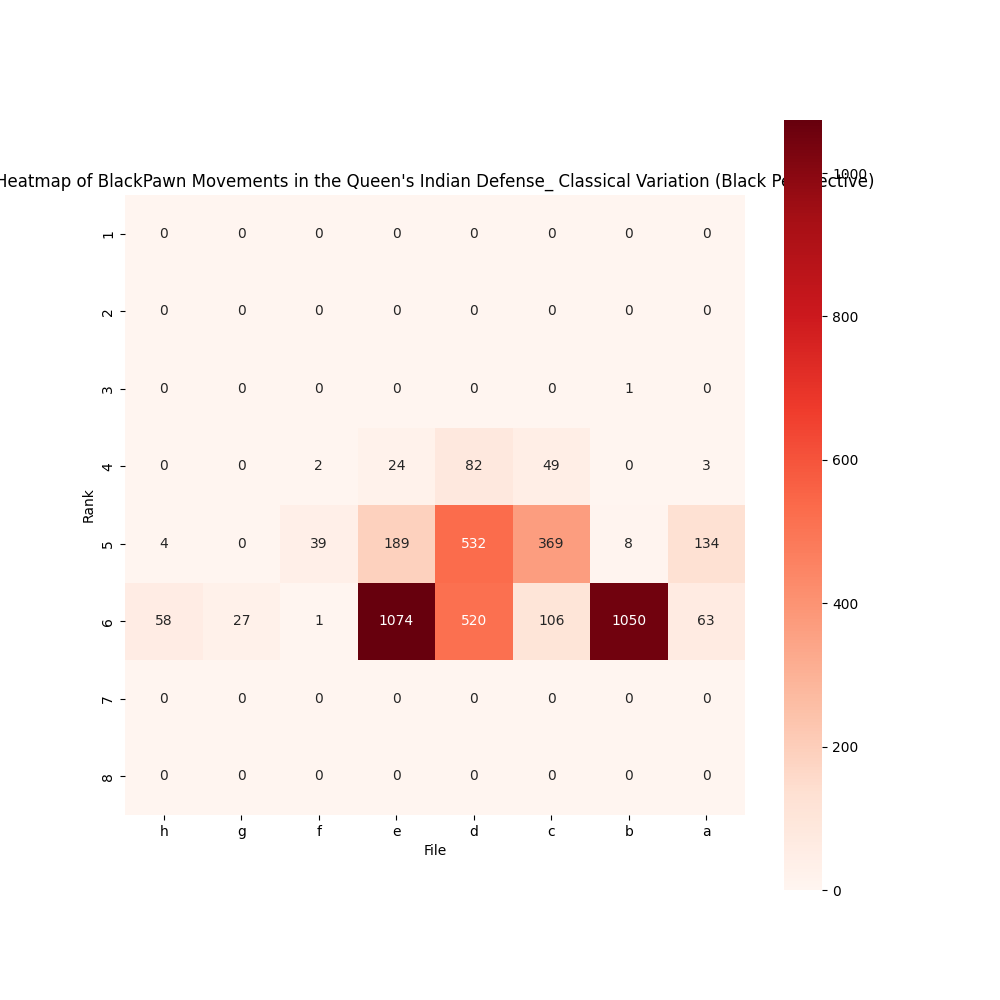 Heatmap of BlackPawn Movements in the Queen's Indian Defense_ Classical Variation (Black Pe ective)
1000
800
600
400
200
0
Rank
1 0 0 0 0 0 0 0 0
2 0 0 0 0 0 0 0 0
3 0 0 0 0 0 0 1 0
4 0 0 2 24 82 49 0 3
5 4 0 39 189 532 369 8 134
6 58 27 1 1074 520 106 1050 63
7 0 0 0 0 0 0 0 0
8 0 0 0 0 0 0 0 0
h g f e d c b a
File